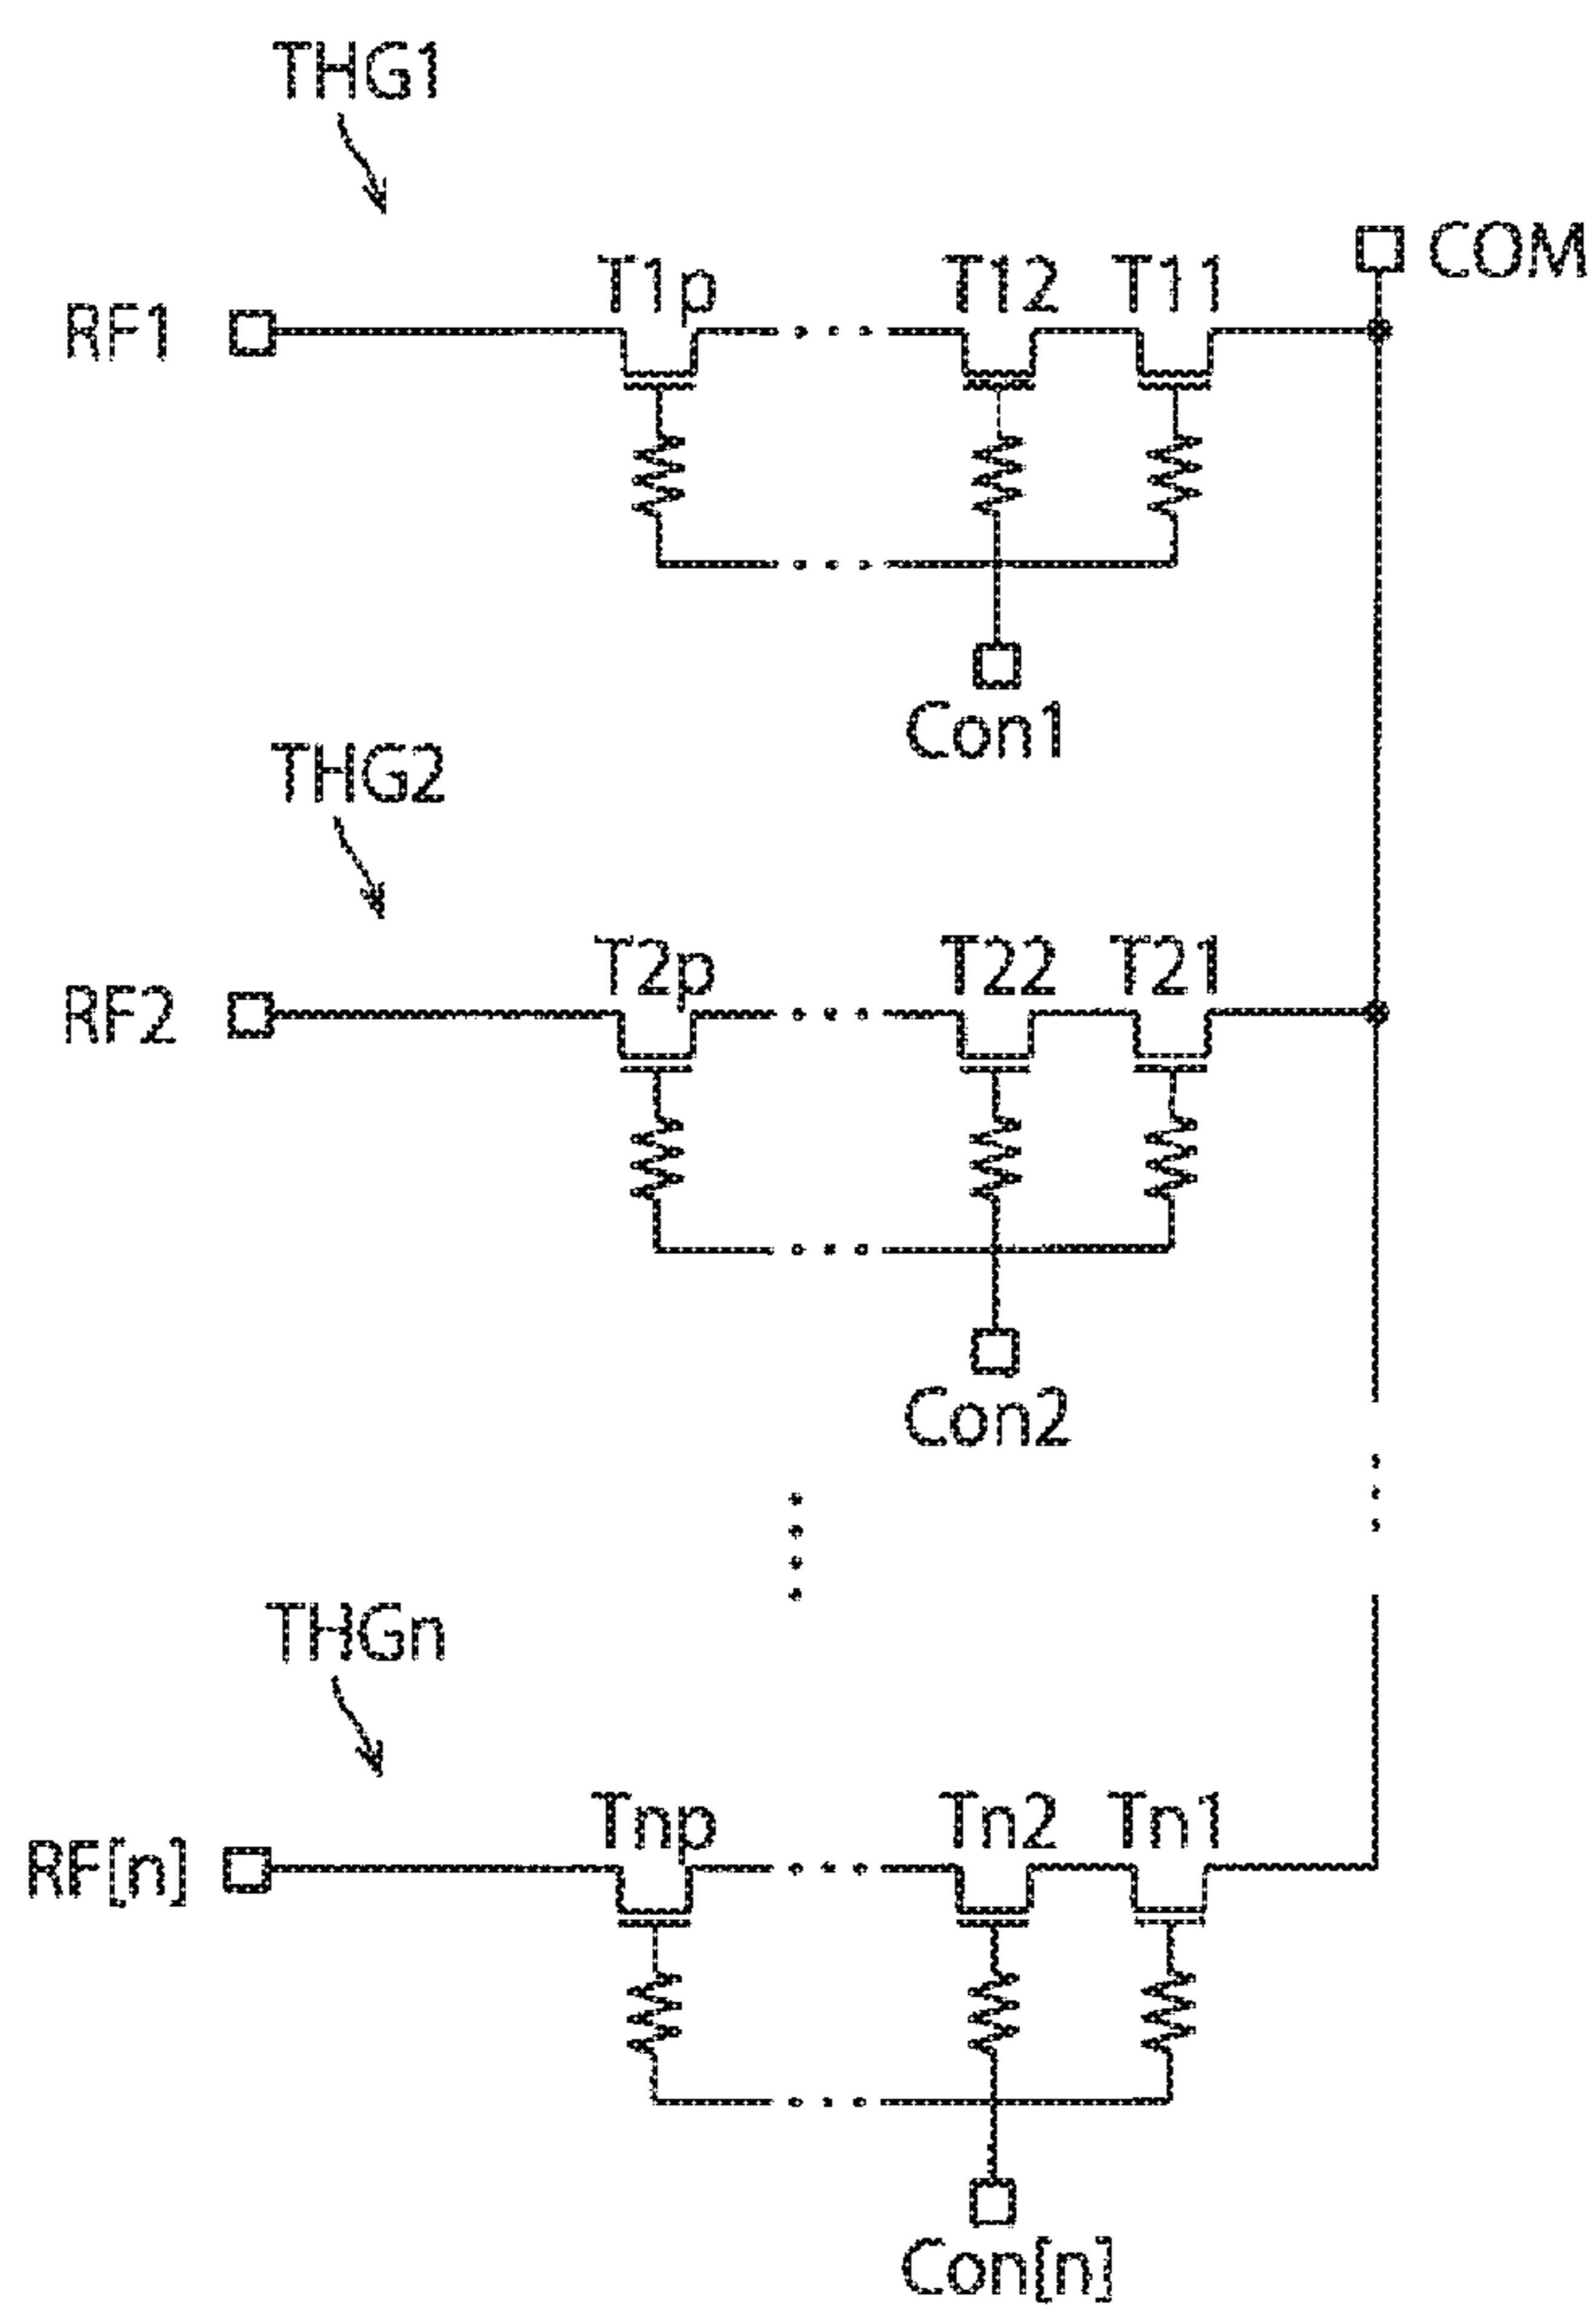 THG1
COM
T1p T12 T11
RF1
Con1
THG2
T2p T22 T21
RF2
Con2
THGn
Tnp Tn2 Tn1
RF[n]
Con[n]